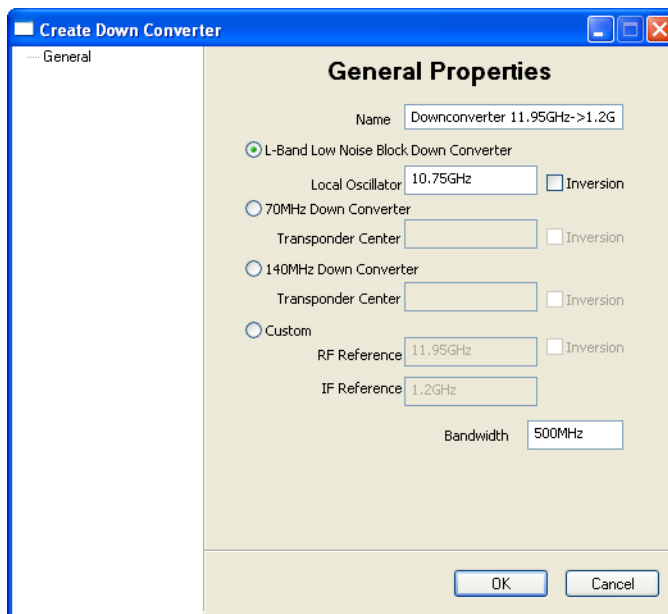 Create Down Converter
General
General Properties
Name Downconverter 11.95GHz->1.2G
L-Band Low Noise Block Down Converter
Local Oscillator 10.75GHz Inversion
70MHz Down Converter
Transponder Center Inversion
140MHz Down Converter
Transponder Center Inversion
Custom
RF Reference 11.95GHz Inversion
IF Reference 1.2GHz
Bandwidth 500MHz
OK Cancel